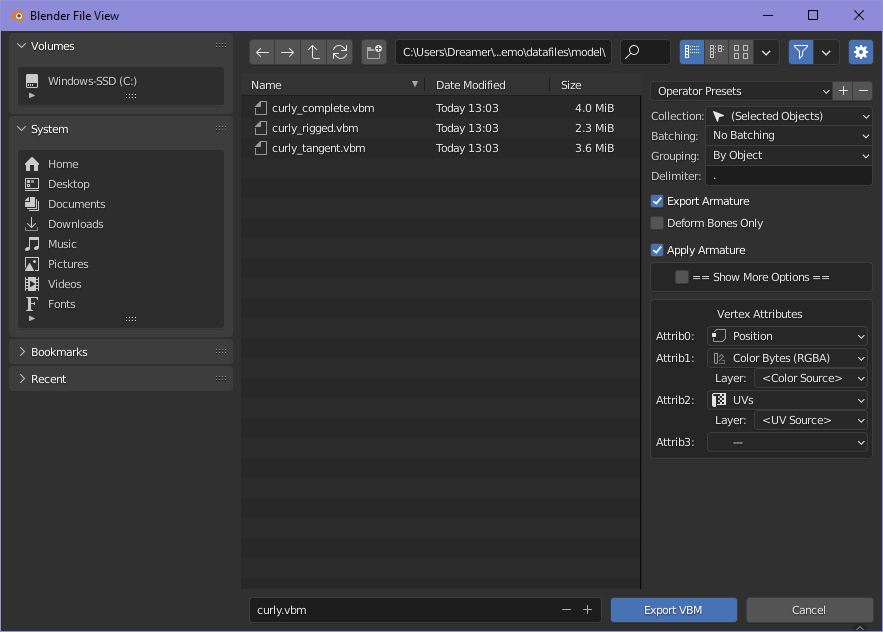 Blender File View
Volumes
Windows-SSD (C:)
System
Home
Desktop
Documents
Downloads
Music
Pictures
Videos
Fonts
Bookmarks
Recent
C:\Users\Dreamer\...emo\datafiles\model\
Name Date Modified Size
curly_complete.vbm Today 13:03 4.0 MiB
curly_rigged.vbm Today 13:03 2.3 MiB
curly_tangent.vbm Today 13:03 3.6 MiB
Operator Presets
Collection: (Selected Objects)
Batching: No Batching
Grouping: By Object
Delimiter: .
Export Armature
Deform Bones Only
Apply Armature
== Show More Options ==
Vertex Attributes
Attrib0: Position
Attrib1: Color Bytes (RGBA)
Layer: <Color Source>
Attrib2: UVs
Layer: <UV Source>
Attrib3: —
curly.vbm
Export VBM
Cancel